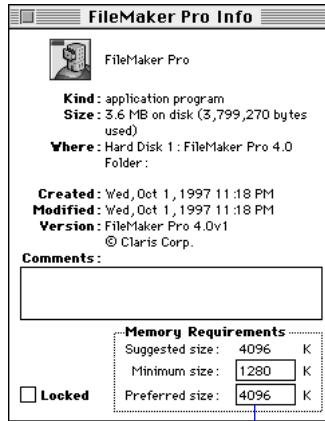 FileMaker Pro Info
FileMaker Pro
Kind: application program
Size: 3.6 MB on disk (3,799,270 bytes
used)
Where: Hard Disk 1: FileMaker Pro 4.0
Folder:
Created: Wed, Oct 1, 1997 11:18 PM
Modified: Wed, Oct 1, 1997 11:18 PM
Version: FileMaker Pro 4.0v1
© Claris Corp.
Comments:
Memory Requirements
Suggested size: 4096 K
Minimum size: 1280 K
Locked Preferred size: 4096 K